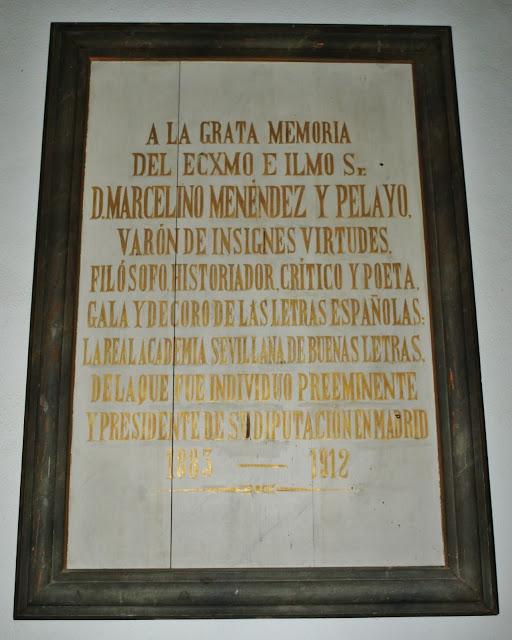 A LA GRATA MEMORIA
DEL ECXMO E ILMO Sr.
D. MARCELINO MENÉNDEZ Y PELAYO,
VARÓN DE INSIGNES VIRTUDES,
FILÓSOFO, HISTORIADOR, CRÍTICO Y POETA,
GALA Y DECORO DE LAS LETRAS ESPAÑOLAS:
LA REAL ACADEMIA SEVILLANA DE BUENAS LETRAS,
DE LA QUE FUE INDIVIDUO PREEMINENTE
Y PRESIDENTE DE SU DIPUTACIÓN EN MADRID
1883 — 1912